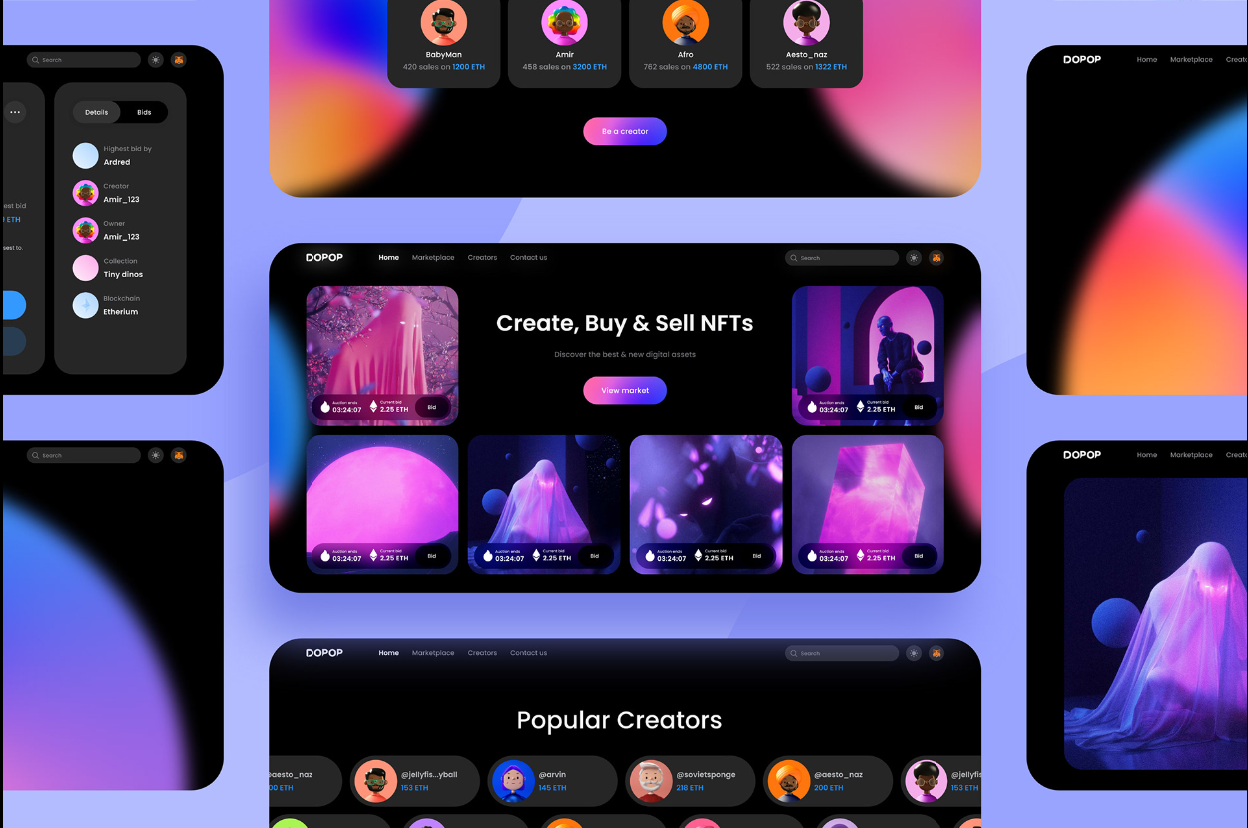 Search
Details
Bids
Highest bid by
Ardred
Creator
Amir_123
Owner
Amir_123
Collection
Tiny dinos
Blockchain
Etherium
est bid
ETH
sest to.
Search
BabyMan
420 sales on 1200 ETH
Amir
458 sales on 3200 ETH
Afro
762 sales on 4800 ETH
Aesto_naz
522 sales on 1322 ETH
Be a creator
DOPOP
Home
Marketplace
Creators
Contact us
Search
Create, Buy & Sell NFTs
Discover the best & new digital assets
View market
Auction ends
03:24:07
Current bid
2.25 ETH
Bid
Auction ends
03:24:07
Current bid
2.25 ETH
Bid
Auction ends
03:24:07
Current bid
2.25 ETH
Bid
Auction ends
03:24:07
Current bid
2.25 ETH
Bid
Auction ends
03:24:07
Current bid
2.25 ETH
Bid
Auction ends
03:24:07
Current bid
2.25 ETH
Bid
DOPOP
Home
Marketplace
Creators
Contact us
Search
Popular Creators
aesto_naz
00 ETH
@jellyfis...yball
153 ETH
@arvin
145 ETH
@sovietsponge
218 ETH
@aesto_naz
200 ETH
@jellyfis
153 ETH
DOPOP
Home
Marketplace
Creato
DOPOP
Home
Marketplace
Creato